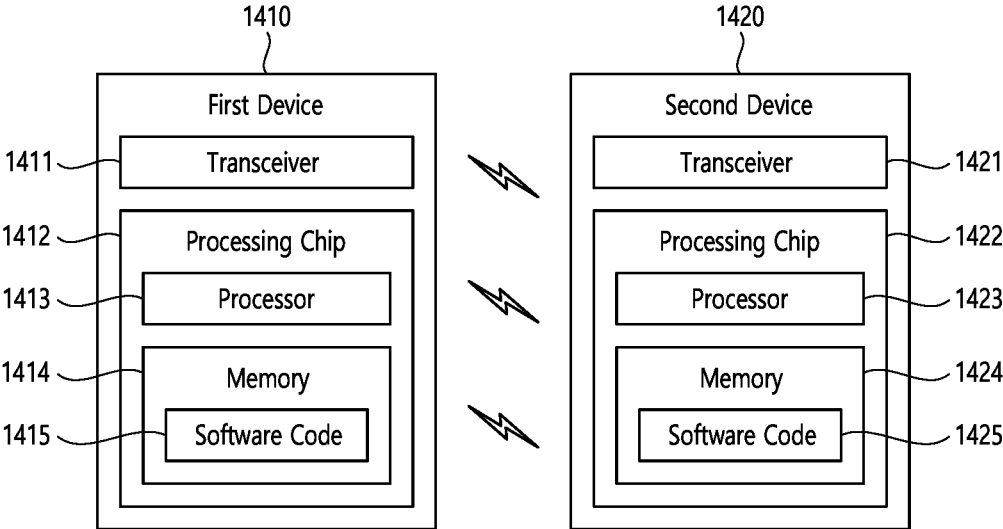 1410
1420
First Device
Second Device
1411
Transceiver
Transceiver
1421
1412
Processing Chip
Processing Chip
1422
1413
Processor
Processor
1423
1414
Memory
Memory
1424
1415
Software Code
Software Code
1425